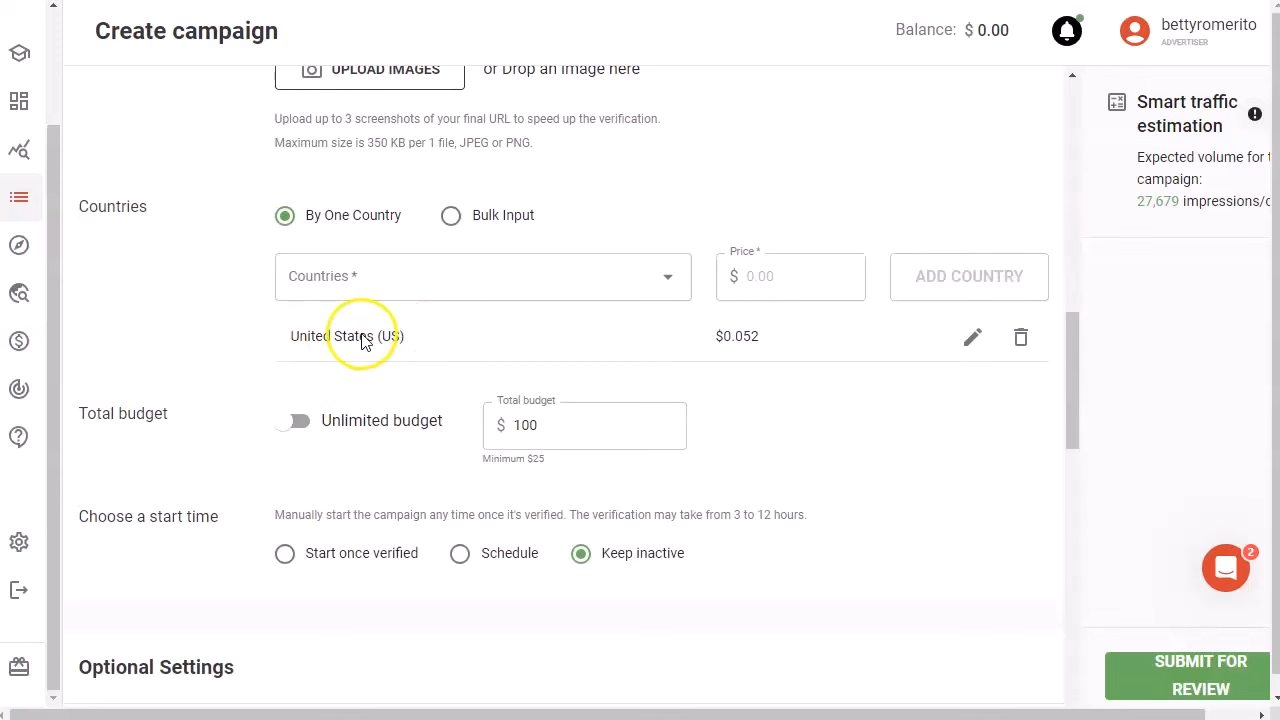 Create campaign
Balance: $ 0.00
bettyromerito
ADVERTISER
UPLOAD IMAGES
or Drop an image here
Upload up to 3 screenshots of your final URL to speed up the verification.
Maximum size is 350 KB per 1 file, JPEG or PNG.
Countries
By One Country
Bulk Input
Countries *
Price *
$ 0.00
ADD COUNTRY
United States (US)
$0.052
Total budget
Unlimited budget
Total budget
$ 100
Minimum $25
Choose a start time
Manually start the campaign any time once it's verified. The verification may take from 3 to 12 hours.
Start once verified
Schedule
Keep inactive
Optional Settings
Smart traffic
estimation
Expected volume for
campaign:
27,679 impressions/
2
SUBMIT FOR
REVIEW